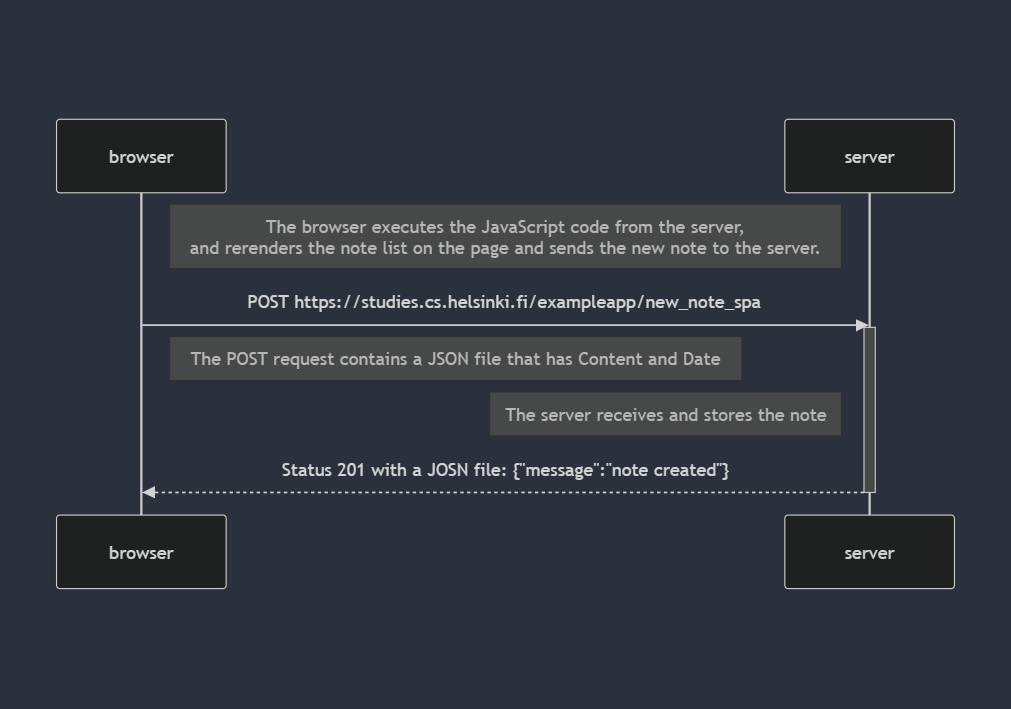 browser
server
The browser executes the JavaScript code from the server,
and rerenders the note list on the page and sends the new note to the server.
POST https://studies.cs.helsinki.fi/exampleapp/new_note_spa
The POST request contains a JSON file that has Content and Date
The server receives and stores the note
Status 201 with a JOSN file: {"message":"note created"}
browser
server